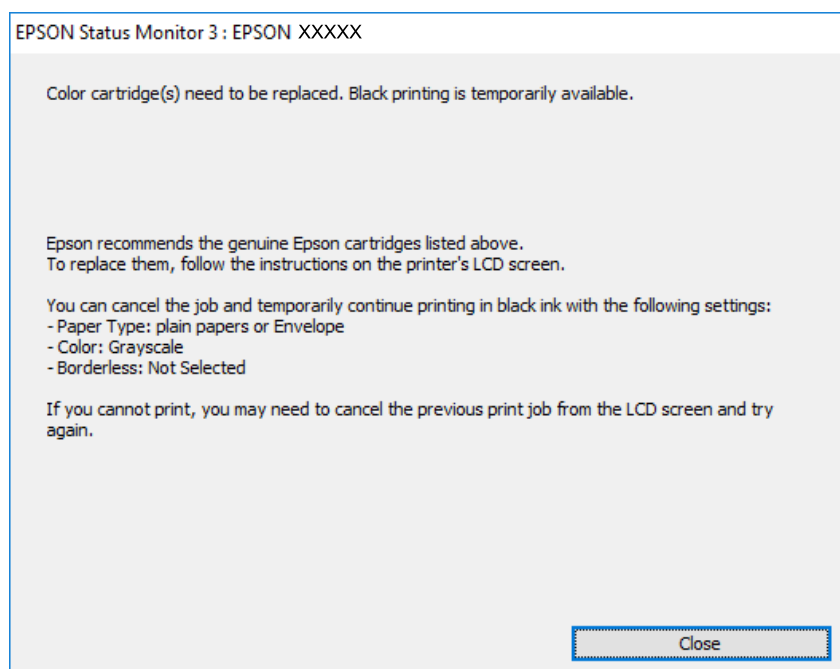 EPSON Status Monitor 3 : EPSON XXXXX
Color cartridge(s) need to be replaced. Black printing is temporarily available.
Epson recommends the genuine Epson cartridges listed above.
To replace them, follow the instructions on the printer's LCD screen.
You can cancel the job and temporarily continue printing in black ink with the following settings:
- Paper Type: plain papers or Envelope
- Color: Grayscale
- Borderless: Not Selected
If you cannot print, you may need to cancel the previous print job from the LCD screen and try
again.
Close